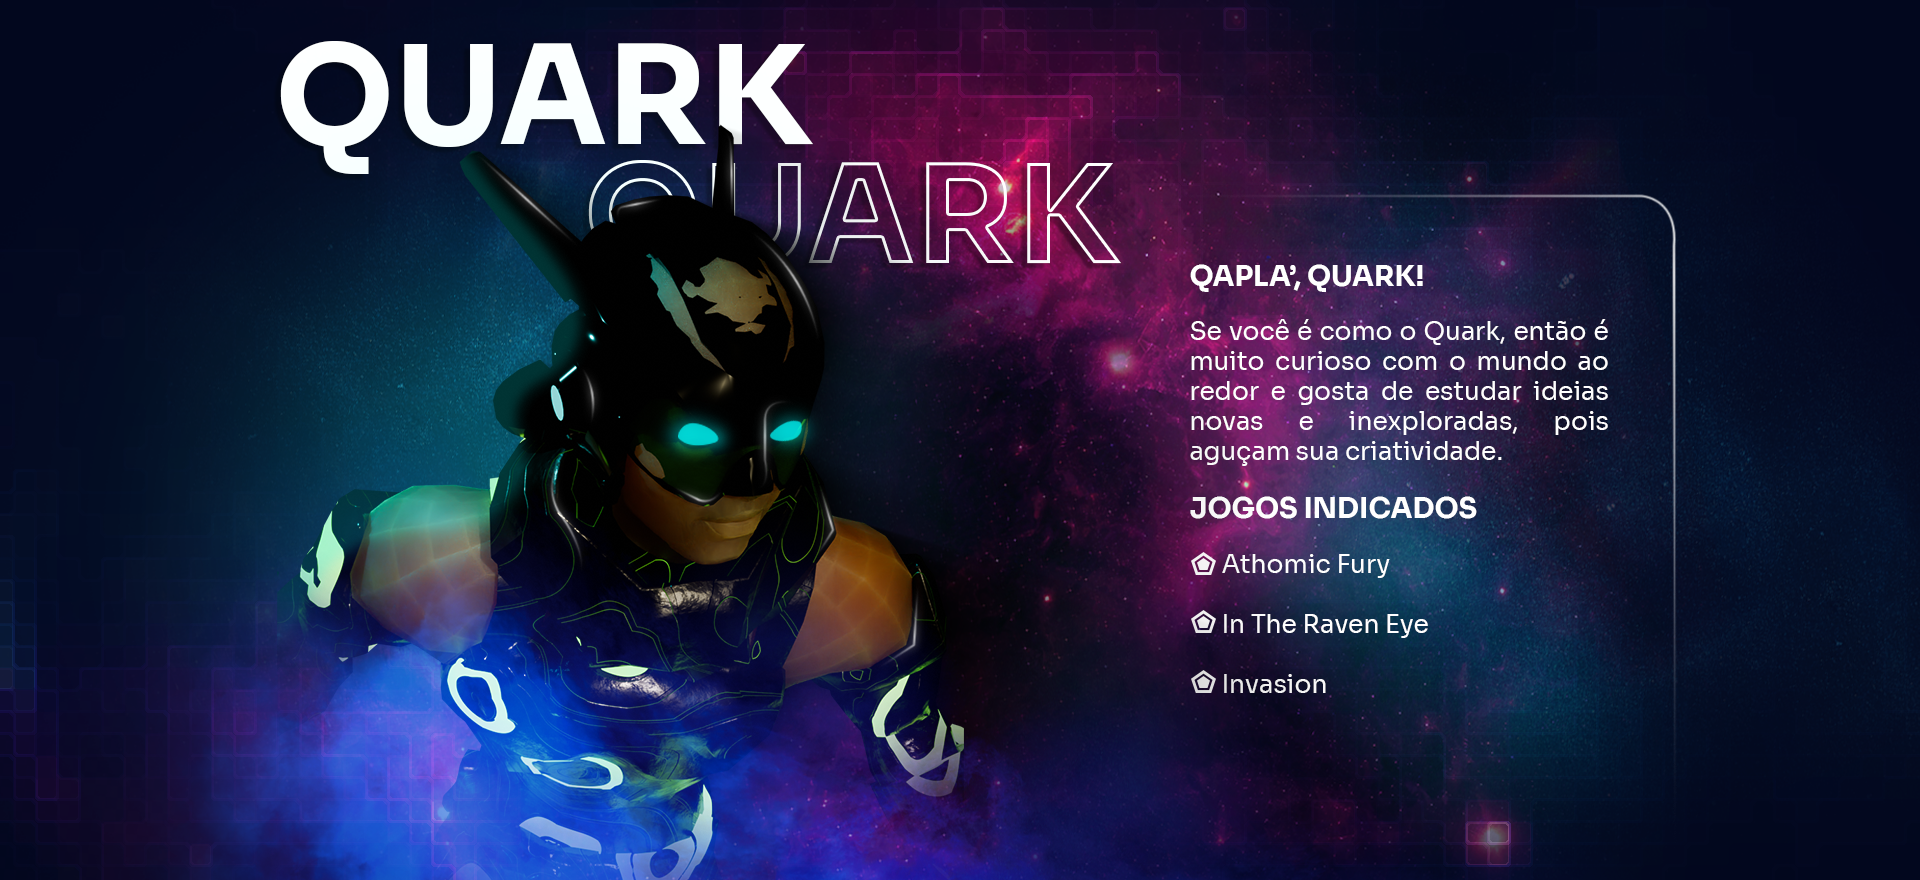 QUARK
QUARK
QAPLA’, QUARK!
Se você é como o Quark, então é
muito curioso com o mundo ao
redor e gosta de estudar ideias
novas e inexploradas, pois
aguçam sua criatividade.
JOGOS INDICADOS
Athomic Fury
In The Raven Eye
Invasion